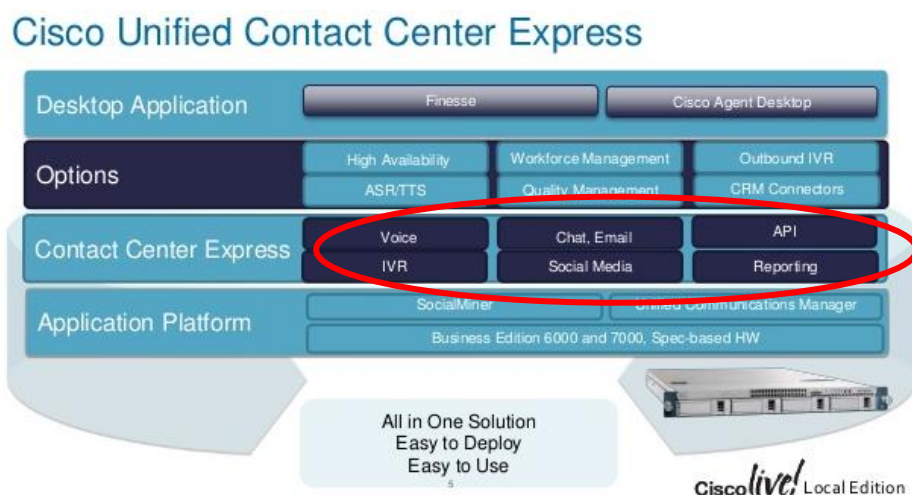 Cisco Unified Contact Center Express
Desktop Application
Finesse
Cisco Agent Desktop
Options
High Availability
Workforce Management
Outbound IVR
ASR/TTS
Quality Management
CRM Connectors
Contact Center Express
Voice
Chat, Email
API
IVR
Social Media
Reporting
Application Platform
SocialMiner
Unified Communications Manager
Business Edition 6000 and 7000, Spec-based HW
All in One Solution
Easy to Deploy
Easy to Use
5
Cisco live! Local Edition